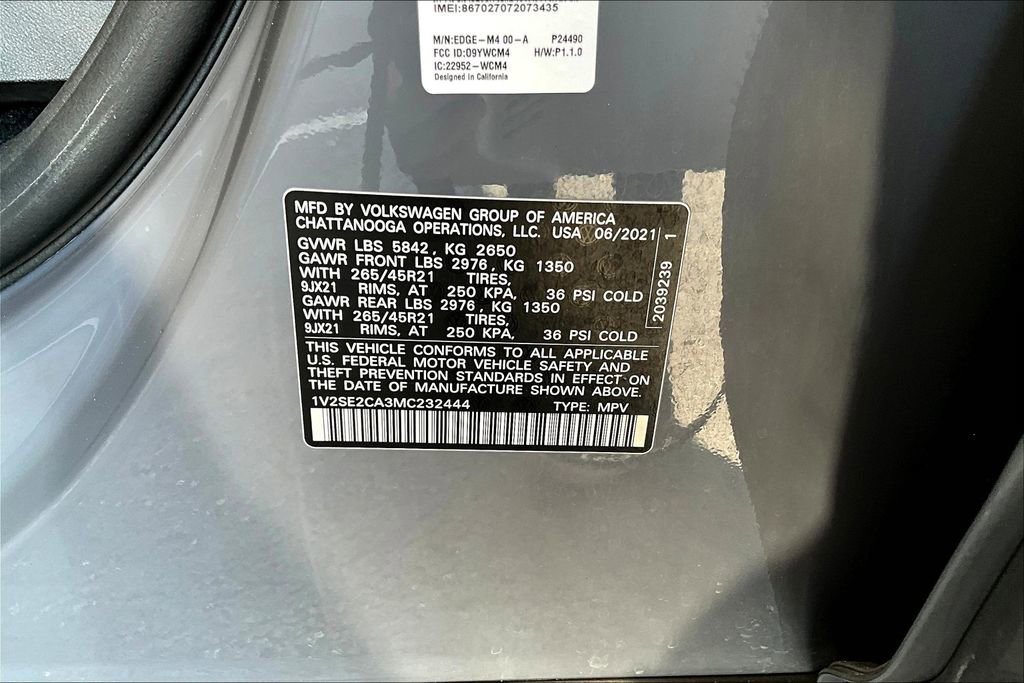 IMEI:867027072073435
M/N:EDGE-M4 00-A P24490
FCC ID:O9YWCM4 H/W:P1.1.0
IC:22952-WCM4
Designed in California
MFD BY VOLKSWAGEN GROUP OF AMERICA
CHATTANOOGA OPERATIONS, LLC. USA 06/2021
GVWR LBS 5842, KG 2650
GAWR FRONT LBS 2976, KG 1350
WITH 265/45R21 TIRES,
9JX21 RIMS, AT 250 KPA, 36 PSI COLD
GAWR REAR LBS 2976, KG 1350
WITH 265/45R21 TIRES,
9JX21 RIMS, AT 250 KPA, 36 PSI COLD
2039239 1
THIS VEHICLE CONFORMS TO ALL APPLICABLE
U.S. FEDERAL MOTOR VEHICLE SAFETY AND
THEFT PREVENTION STANDARDS IN EFFECT ON
THE DATE OF MANUFACTURE SHOWN ABOVE.
1V2SE2CA3MC232444 TYPE: MPV